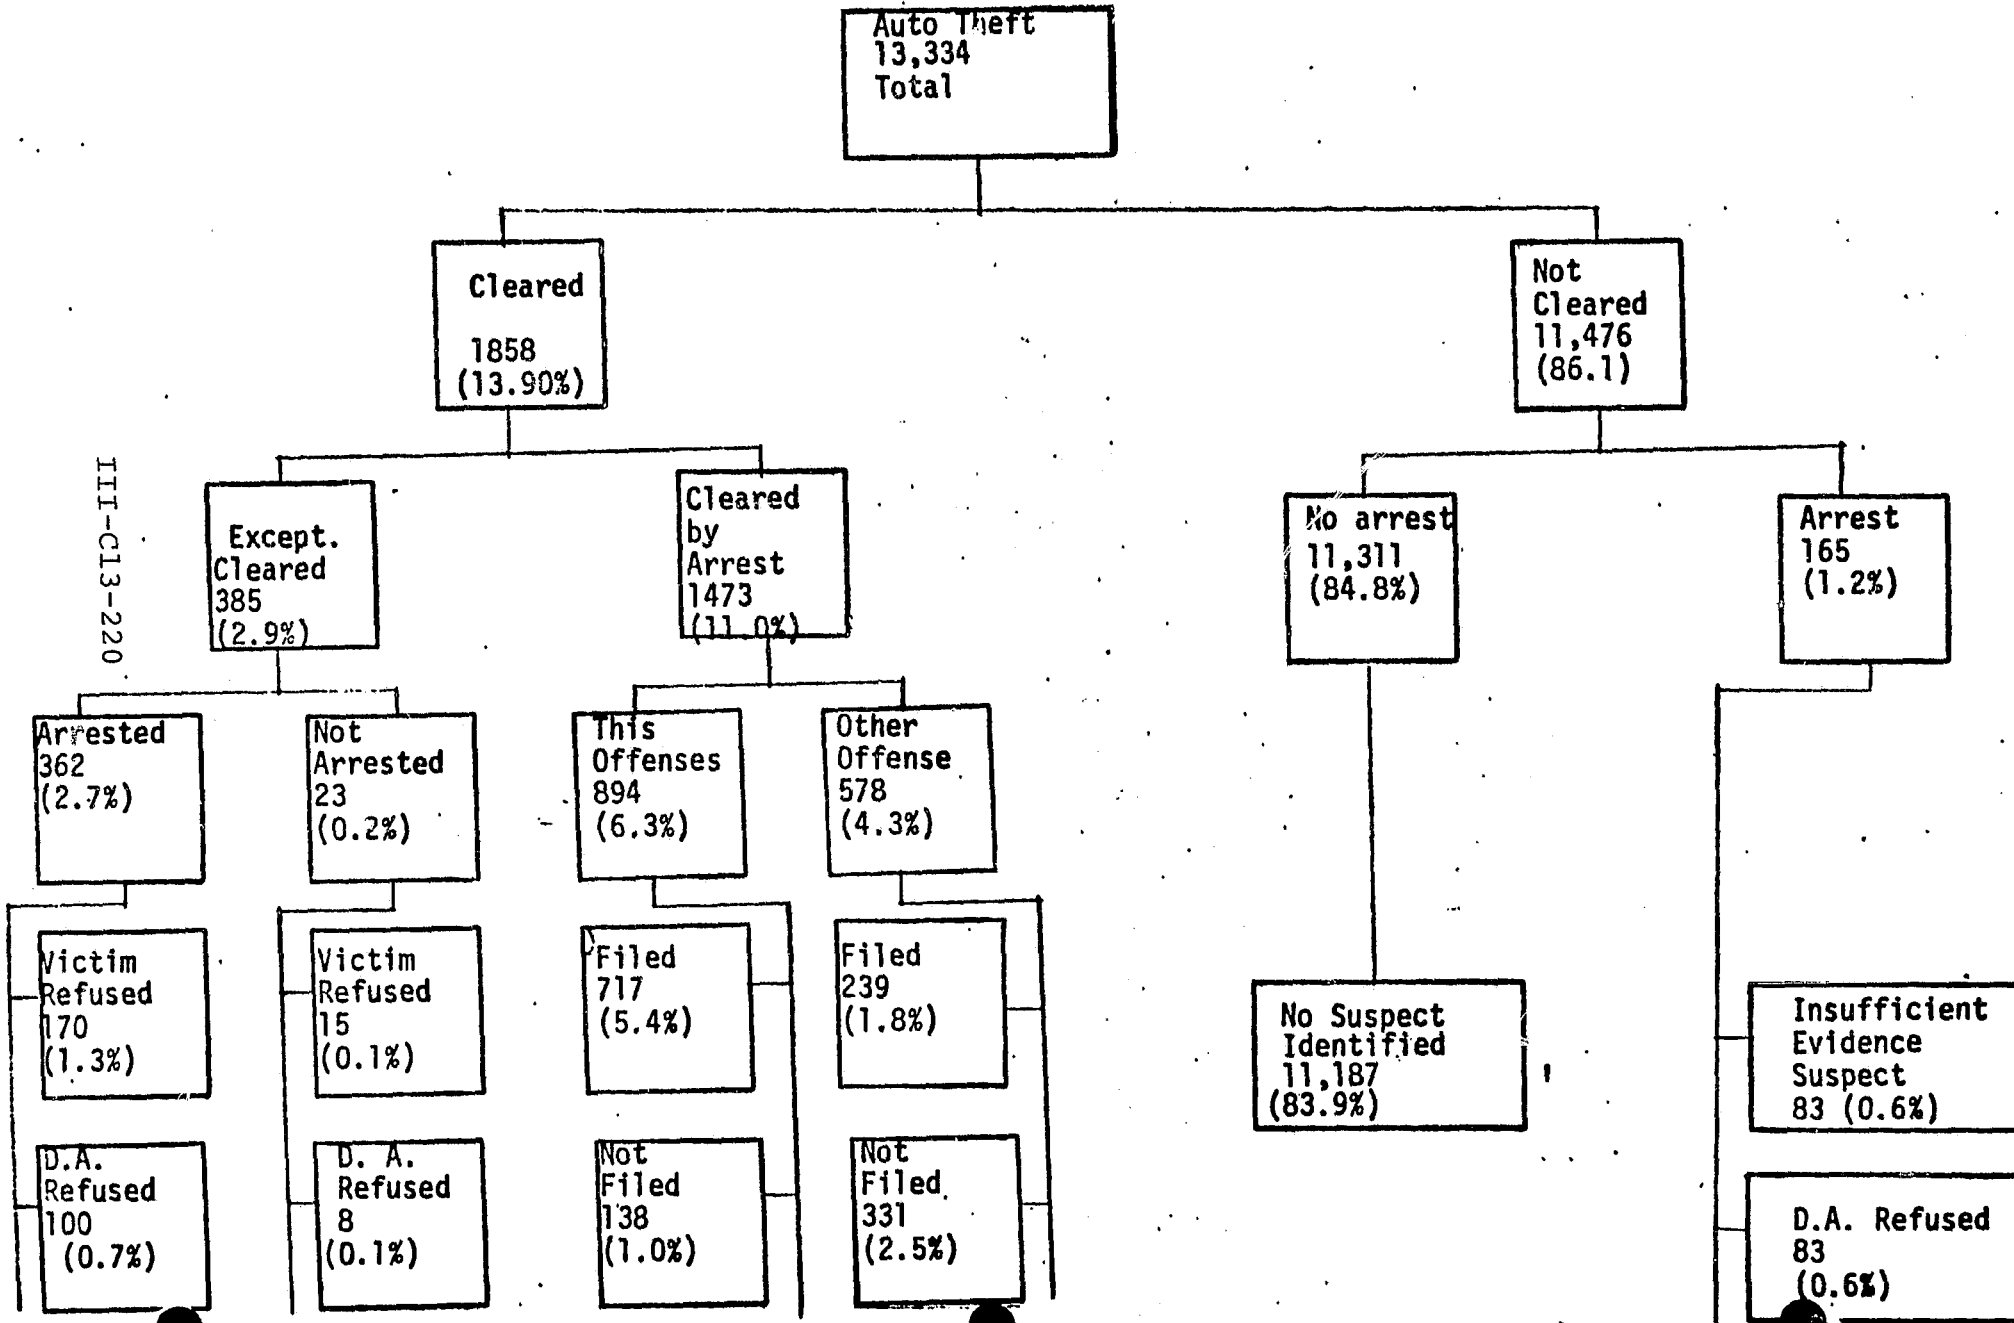 Auto Theft
13,334
Total
Cleared
1858
(13.90%)
Not
Cleared
11,476
(86.1)
III-C13-220
Except.
Cleared
385
(2.9%)
Cleared
by
Arrest
1473
(11.0%)
No arrest
11,311
(84.8%)
Arrest
165
(1.2%)
Arrested
362
(2.7%)
Not
Arrested
23
(0.2%)
This
Offenses
894
(6.3%)
Other
Offense
578
(4.3%)
Victim
Refused
170
(1.3%)
Victim
Refused
15
(0.1%)
Filed
717
(5.4%)
Filed
239
(1.8%)
No Suspect
Identified
11,187
(83.9%)
Insufficient
Evidence
Suspect
83 (0.6%)
D.A.
Refused
100
(0.7%)
D. A.
Refused
8
(0.1%)
Not
Filed
138
(1.0%)
Not
Filed
331
(2.5%)
D.A. Refused
83
(0.6%)